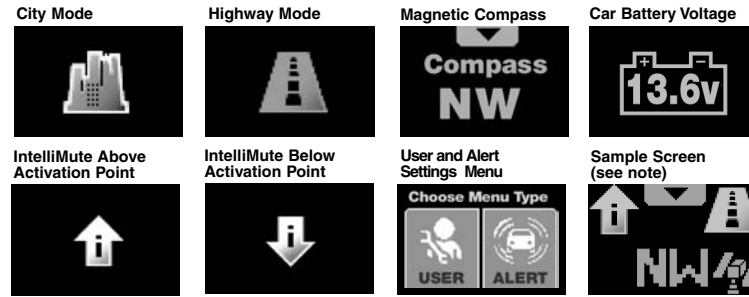 City Mode
Highway Mode
Magnetic Compass
Car Battery Voltage
Compass
NW
+ −
13.6v
IntelliMute Above
Activation Point
IntelliMute Below
Activation Point
User and Alert
Settings Menu
Sample Screen
(see note)
i
i
Choose Menu Type
USER
ALERT
i
NW